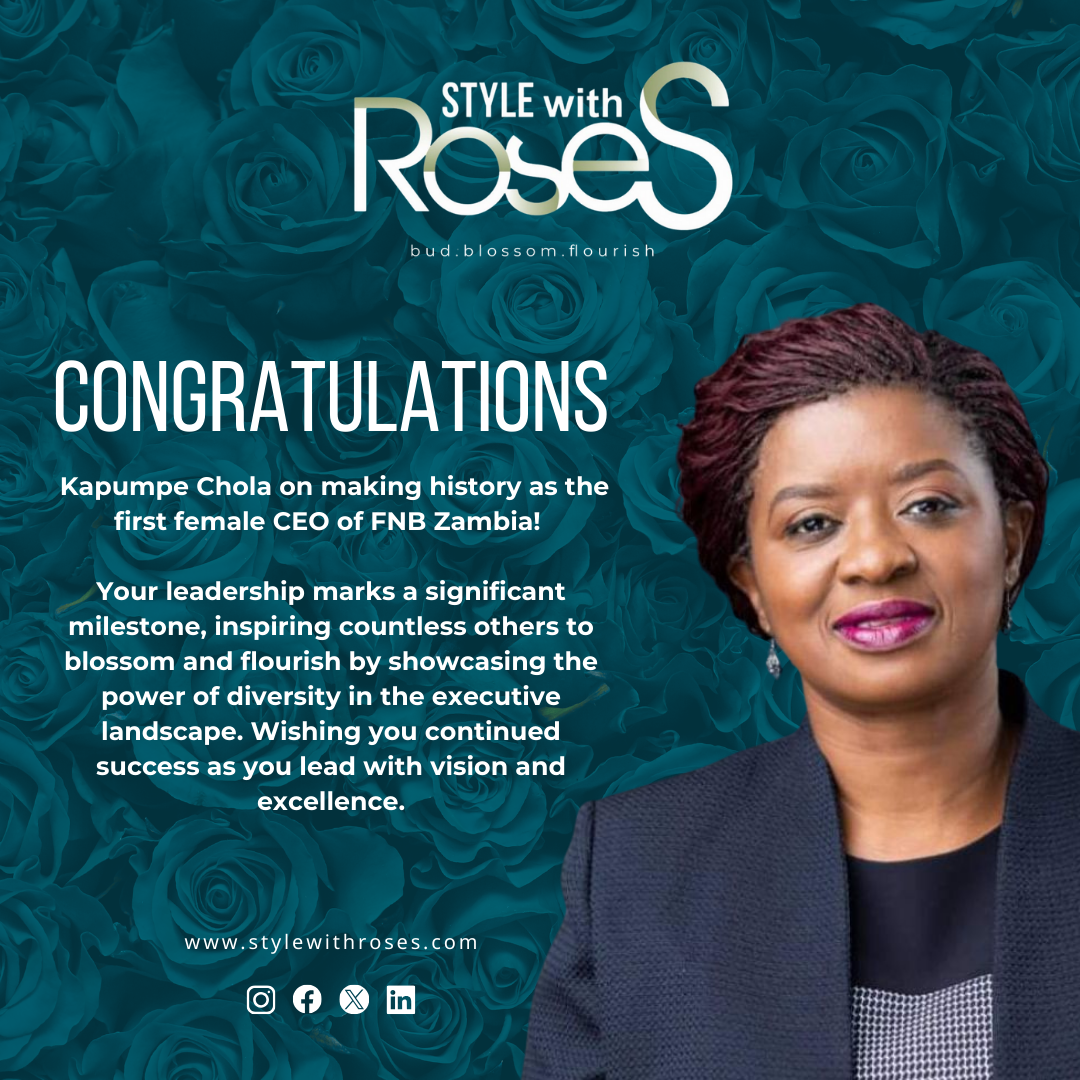 STYLE with
RoseS
bud.blossom.flourish
CONGRATULATIONS
Kapumpe Chola on making history as the
first female CEO of FNB Zambia!
Your leadership marks a significant
milestone, inspiring countless others to
blossom and flourish by showcasing the
power of diversity in the executive
landscape. Wishing you continued
success as you lead with vision and
excellence.
www.stylewithroses.com